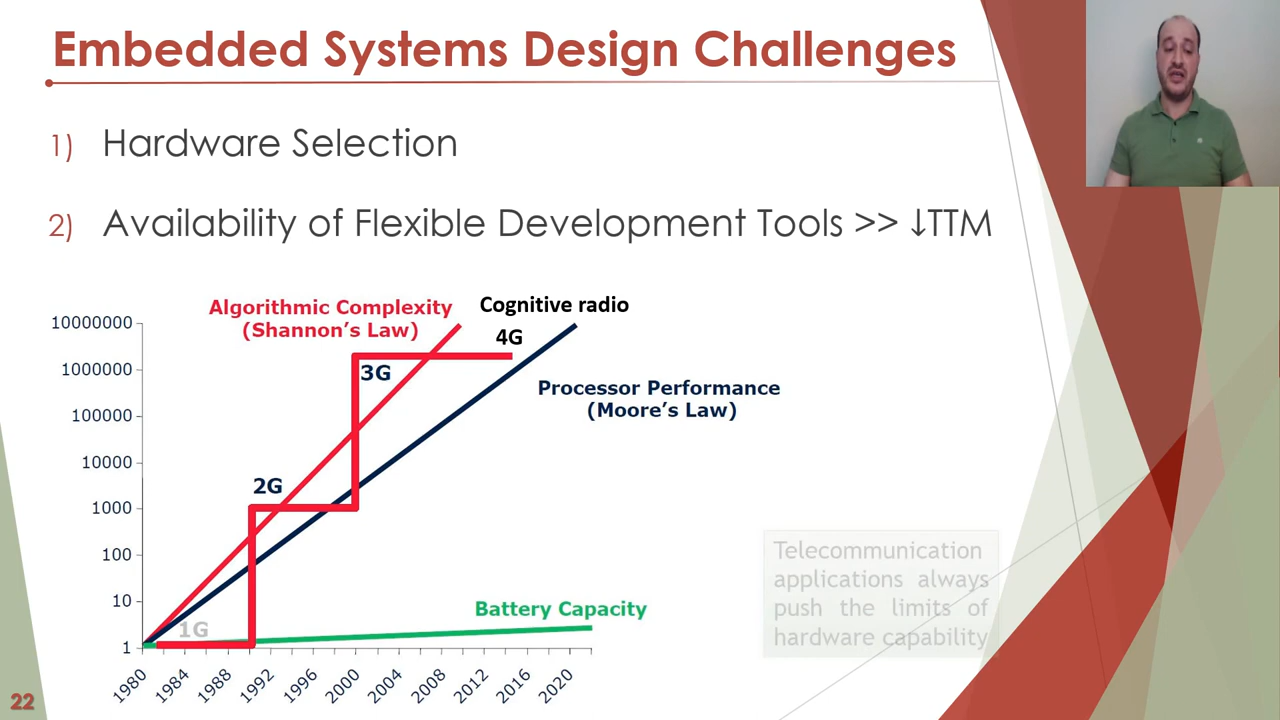 Embedded Systems Design Challenges
1) Hardware Selection
2) Availability of Flexible Development Tools >> ↓TTM
Algorithmic Complexity
(Shannon's Law)
Cognitive radio
4G
3G
Processor Performance
(Moore's Law)
2G
1G
Battery Capacity
10000000
1000000
100000
10000
1000
100
10
1
1980 1984 1988 1992 1996 2000 2004 2008 2012 2016 2020
Telecommunication
applications always
push the limits of
hardware capability
22